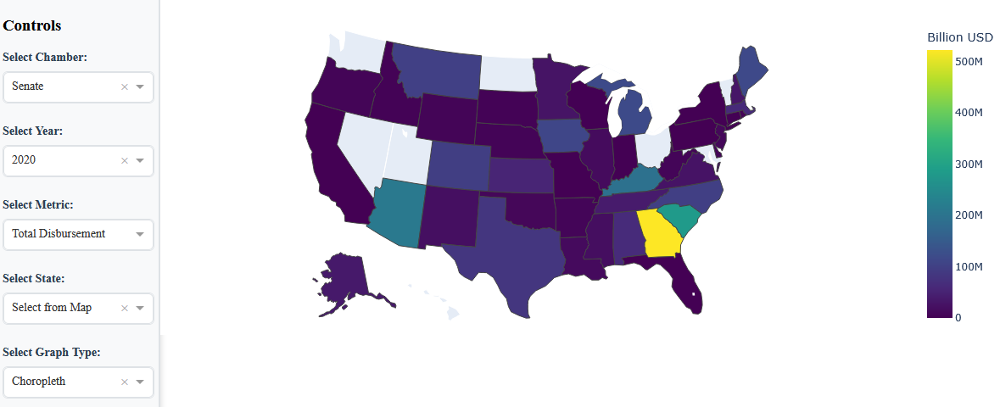 Controls
Select Chamber:
Senate
Select Year:
2020
Select Metric:
Total Disbursement
Select State:
Select from Map
Select Graph Type:
Choropleth
Billion USD
500M
400M
300M
200M
100M
0